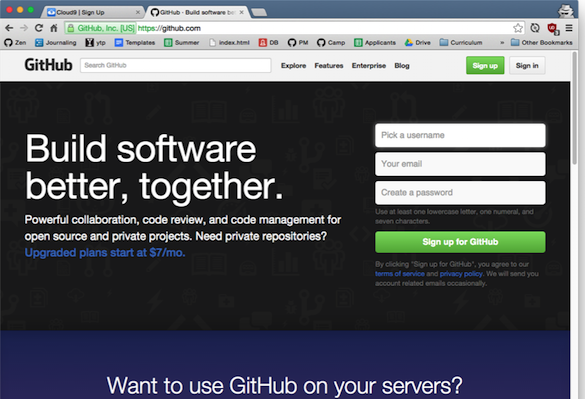 Cloud9 | Sign Up
GitHub · Build software be
GitHub, Inc. [US] https://github.com
Zen Journaling ytp Templates Summer index.html DB PM Camp Applicants Drive Curriculum » Other Bookmarks
GitHub Search GitHub Explore Features Enterprise Blog Sign up Sign in
Build software
better, together.
Powerful collaboration, code review, and code management for
open source and private projects. Need private repositories?
Upgraded plans start at $7/mo.
Pick a username
Your email
Create a password
Use at least one lowercase letter, one numeral, and
seven characters.
Sign up for GitHub
By clicking "Sign up for GitHub", you agree to our
terms of service and privacy policy. We will send you
account related emails occasionally.
Want to use GitHub on your servers?